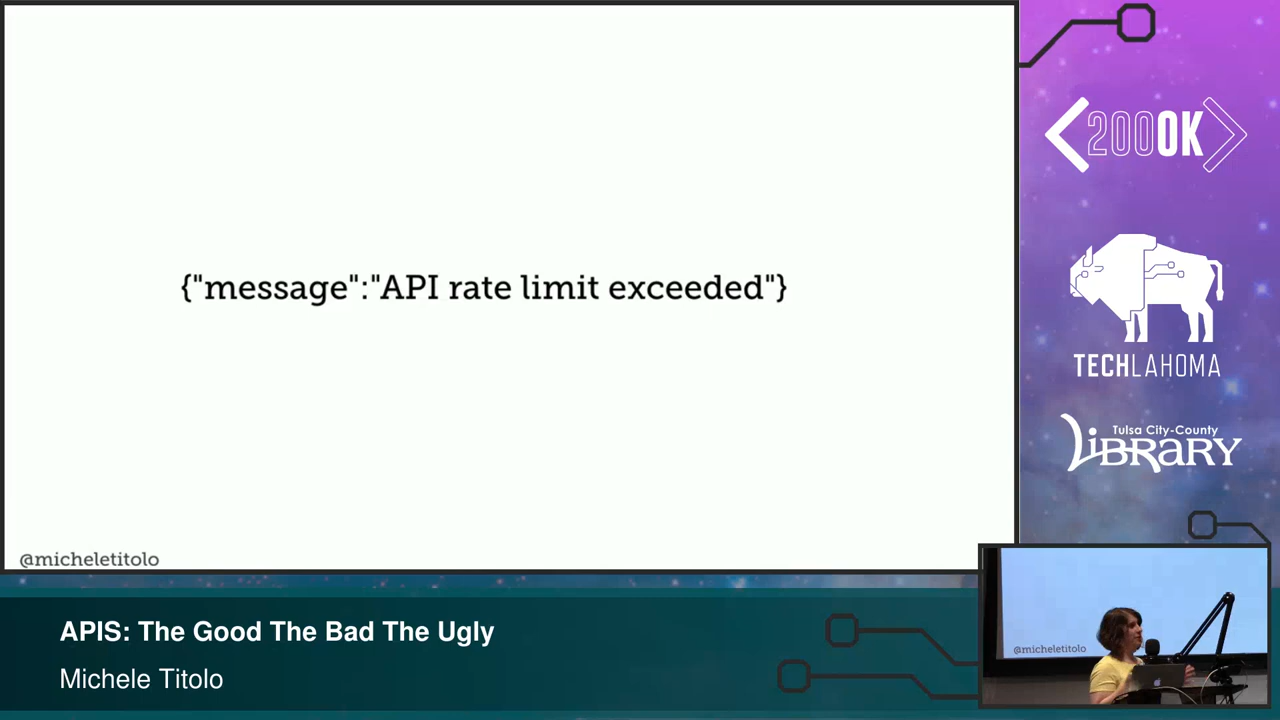 {"message":"API rate limit exceeded"}
@micheletitolo
APIS: The Good The Bad The Ugly
Michele Titolo
<200OK>
TECHLAHOMA
Tulsa City-County
LIBRARY
@micheletitolo